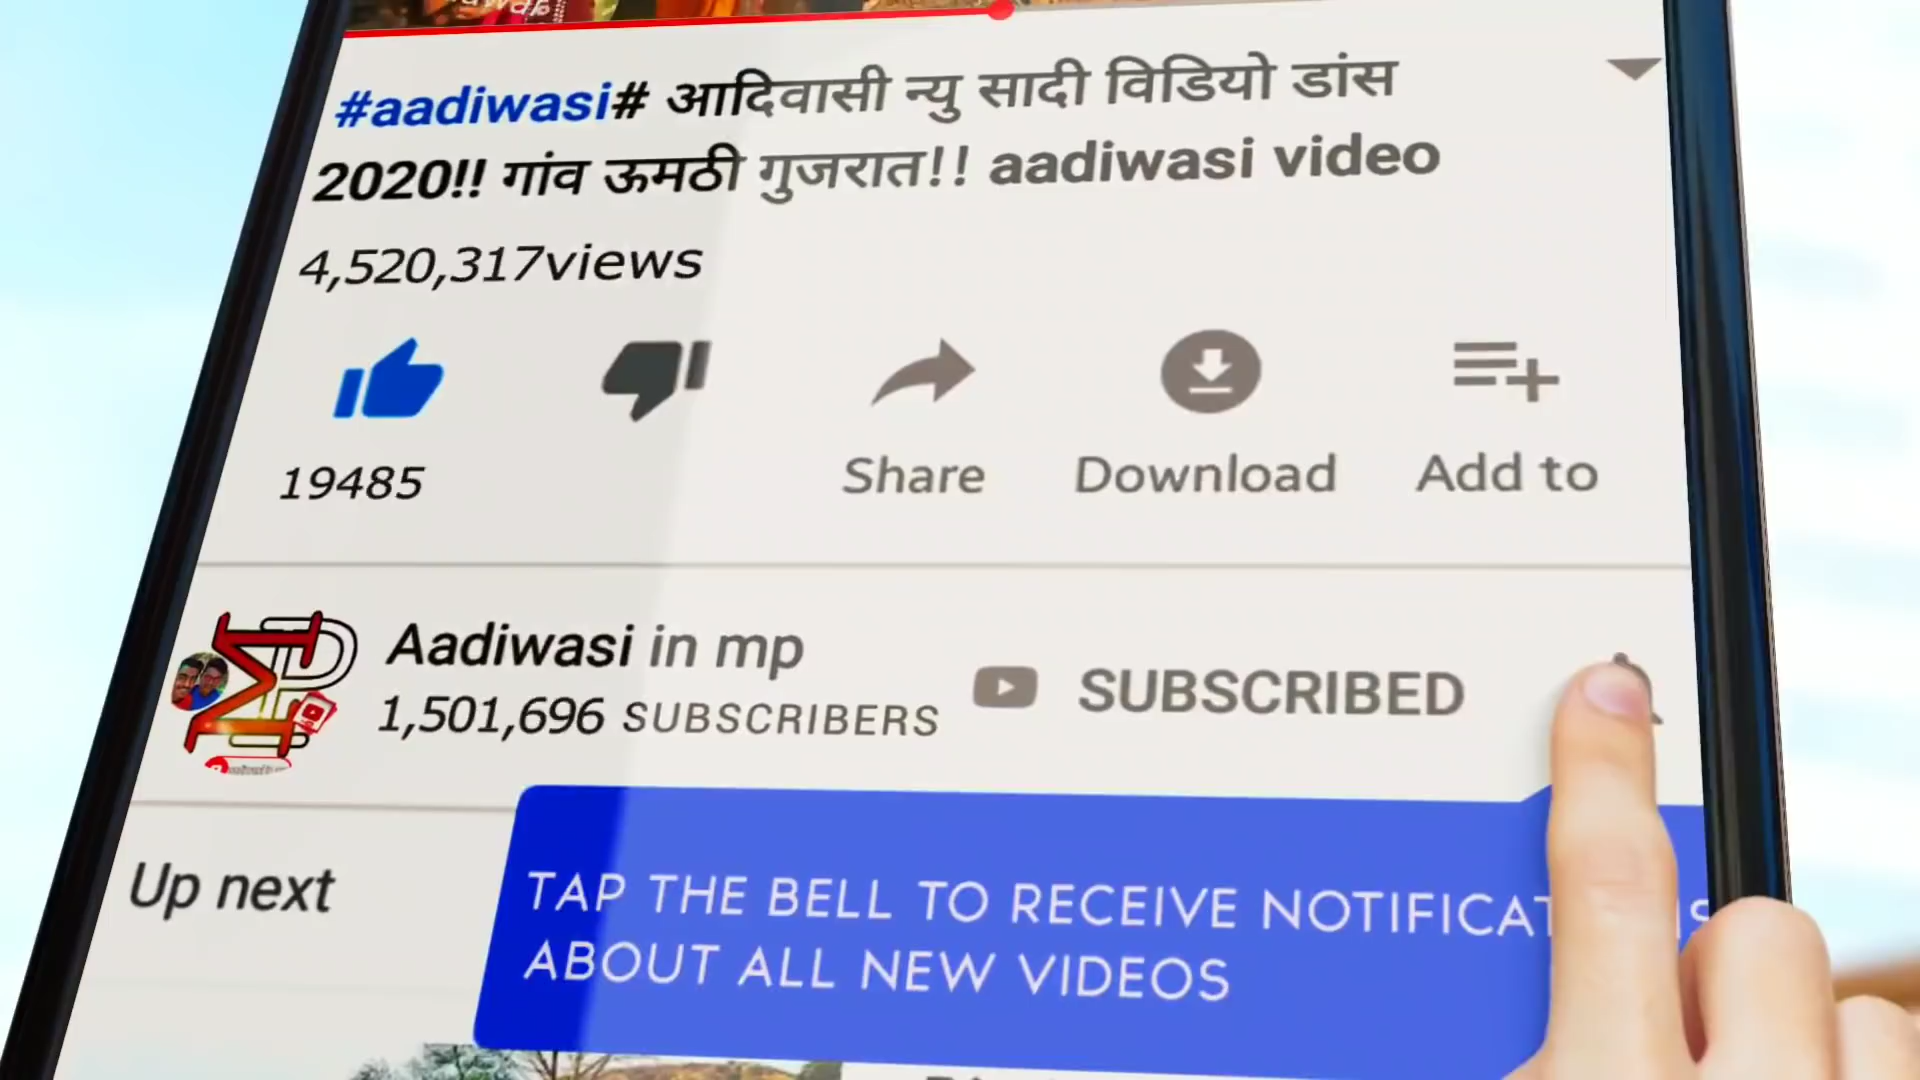 #aadiwasi# आदिवासी न्यु सादी विडियो डांस
2020!! गांव ऊमठी गुजरात!! aadiwasi video
4,520,317views
19485
Share
Download
Add to
Aadiwasi in mp
1,501,696 SUBSCRIBERS
SUBSCRIBED
Up next
TAP THE BELL TO RECEIVE
ABOUT ALL NEW VIDEOS